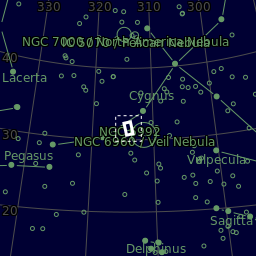 330
320
310
300
NGC 7000 / North America Nebula
40
Lacerta
Cygnus
NGC 6992
30
NGC 6960 / Veil Nebula
Pegasus
Vulpecula
20
Sagitta
Delphinus